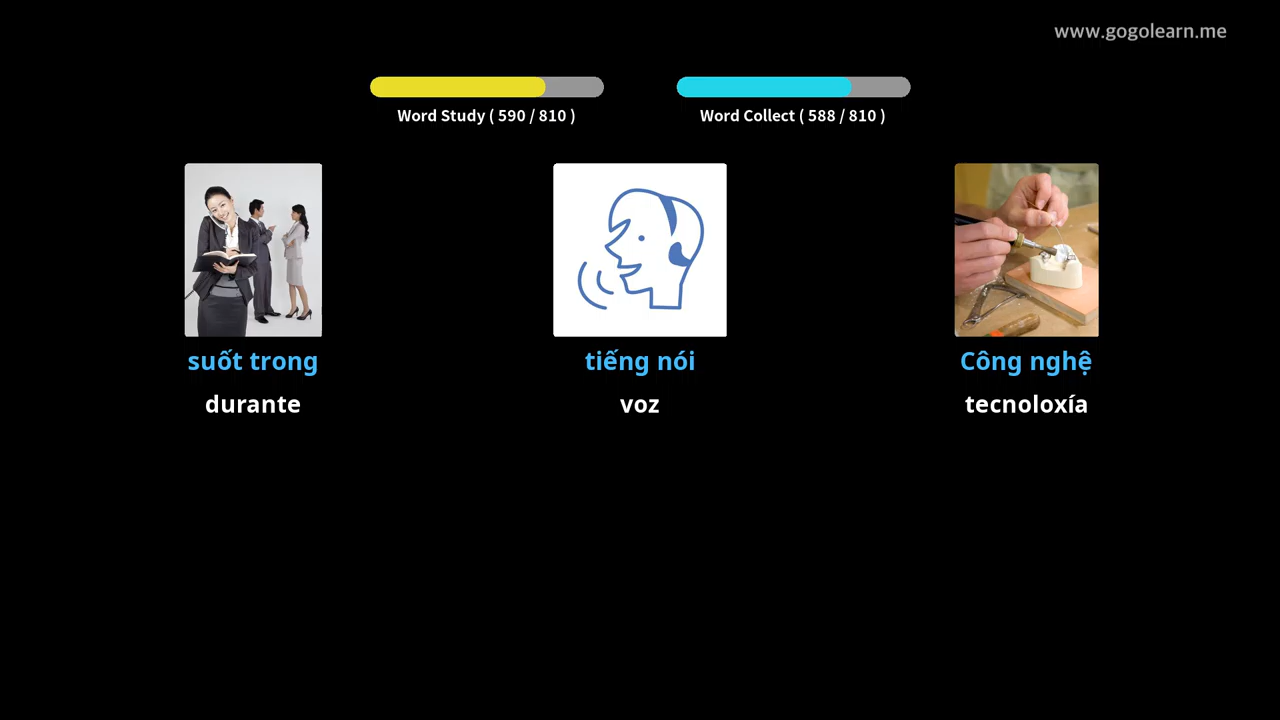 www.gogolearn.me
Word Study ( 590 / 810 )
Word Collect ( 588 / 810 )
suốt trong
durante
tiếng nói
voz
Công nghệ
tecnoloxía